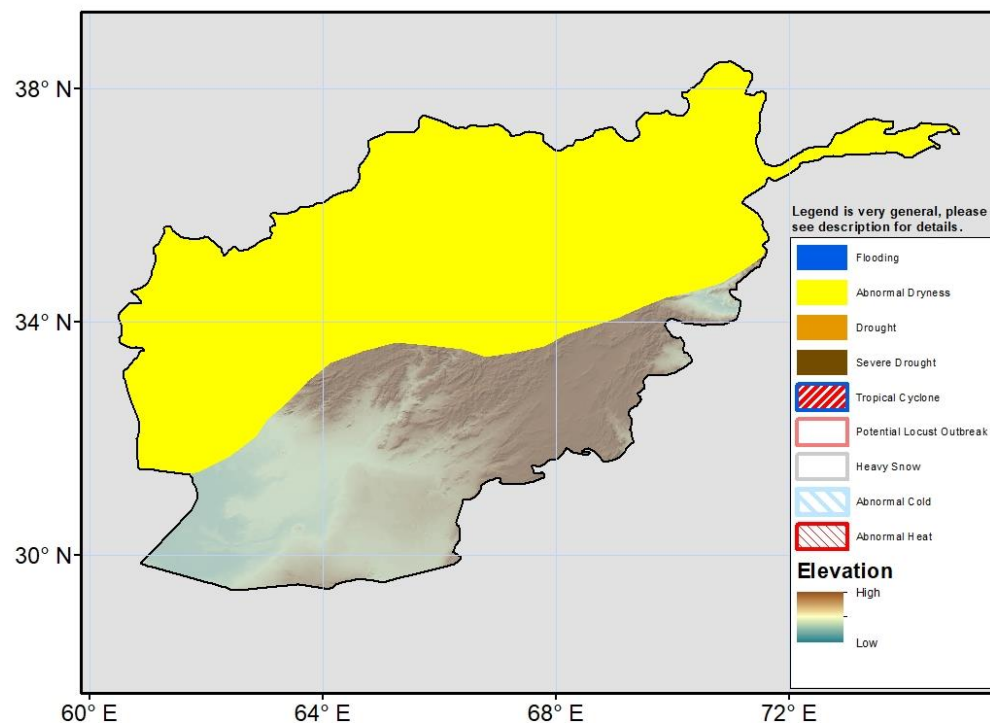 38° N
34° N
30° N
60° E
64° E
68° E
72° E
Legend is very general, please
see description for details.
Flooding
Abnormal Dryness
Drought
Severe Drought
Tropical Cyclone
Potential Locust Outbreak
Heavy Snow
Abnormal Cold
Abnormal Heat
Elevation
High
Low